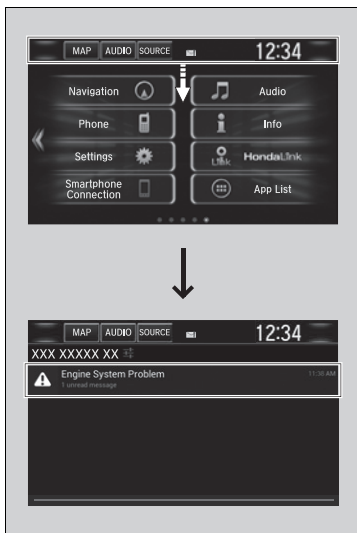 MAP AUDIO SOURCE 12:34
Navigation Audio
Phone Info
Settings Link HondaLink
Smartphone
Connection App List
MAP AUDIO SOURCE 12:34
XXX XXXXX XX
Engine System Problem 11:38 AM
1 unread message